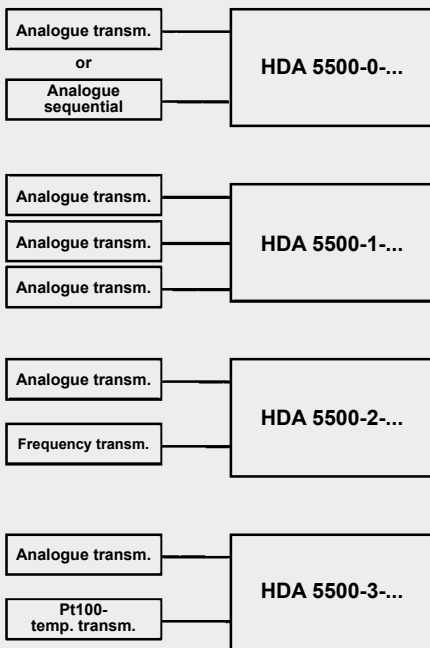 Analogue transm.
or
Analogue
sequential
HDA 5500-0-...
Analogue transm.
Analogue transm.
Analogue transm.
HDA 5500-1-...
Analogue transm.
Frequency transm.
HDA 5500-2-...
Analogue transm.
Pt100-
temp. transm.
HDA 5500-3-...